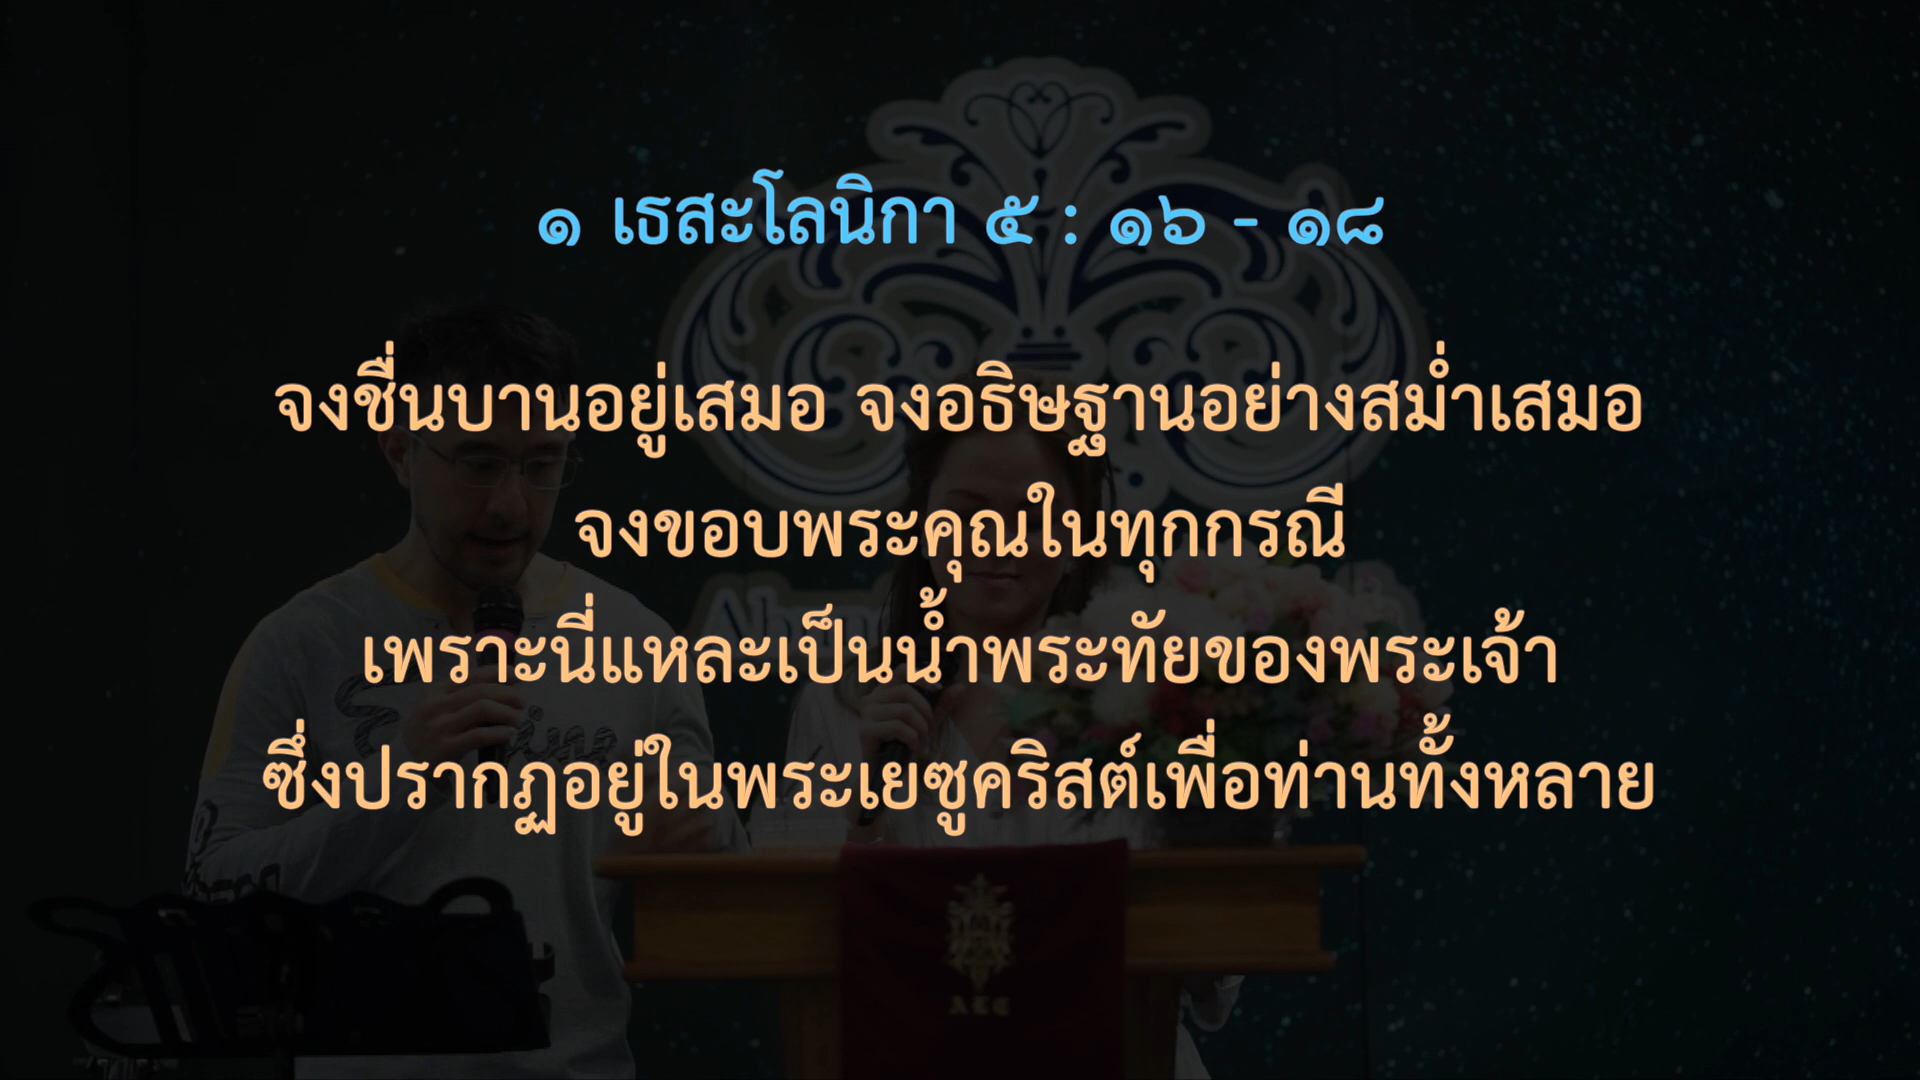 ๑ เธสะโลนิกา ๕ : ๑๖ - ๑๘
จงชื่นบานอยู่เสมอ จงอธิษฐานอย่างสม่ำเสมอ
จงขอบพระคุณในทุกกรณี
เพราะนี่แหละเป็นน้ำพระทัยของพระเจ้า
ซึ่งปรากฏอยู่ในพระเยซูคริสต์เพื่อท่านทั้งหลาย